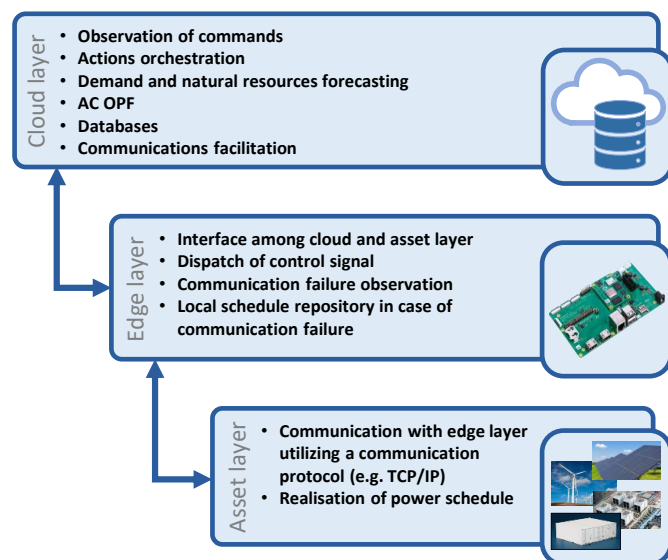 Cloud layer
• Observation of commands
• Actions orchestration
• Demand and natural resources forecasting
• AC OPF
• Databases
• Communications facilitation
Edge layer
• Interface among cloud and asset layer
• Dispatch of control signal
• Communication failure observation
• Local schedule repository in case of
communication failure
Asset layer
• Communication with edge layer
utilizing a communication
protocol (e.g. TCP/IP)
• Realisation of power schedule